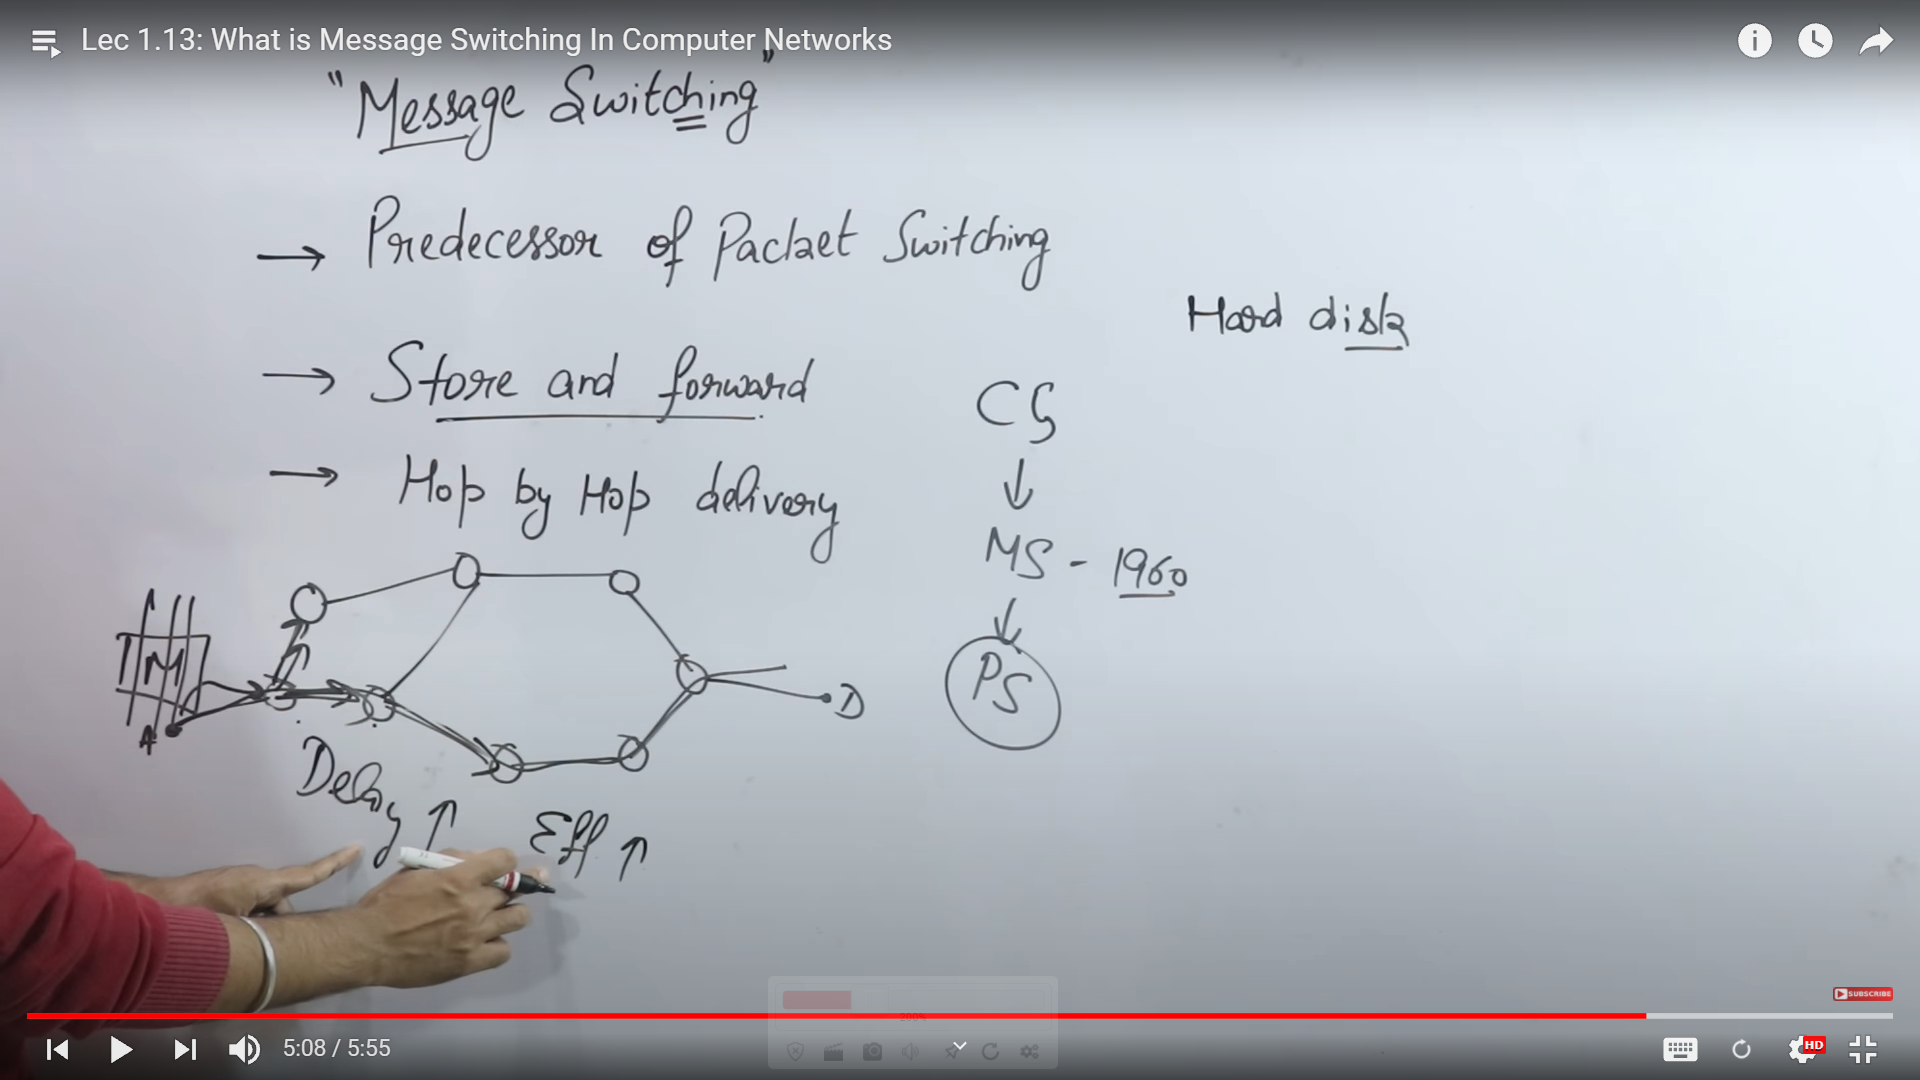 Lec 1.13: What is Message Switching In Computer Networks
"Message Switching"
→ Predecessor of Packet Switching
Hard disk
→ Store and forward
CS
↓
→ Hop by Hop delivery
MS - 1960
↓
M
PS
A
D
Delay ↑
Eff ↑
SUBSCRIBE
5:08 / 5:55
HD